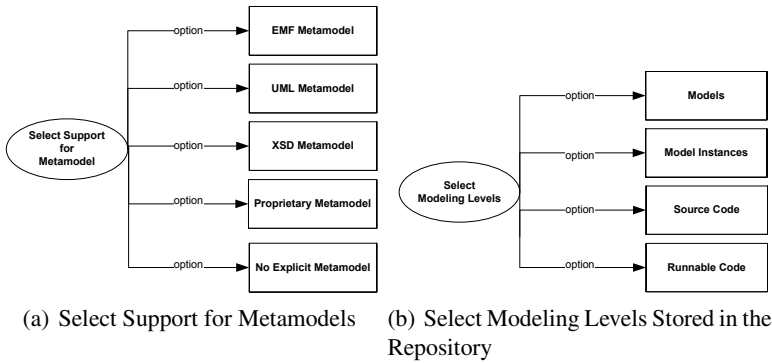 option
EMF Metamodel
option
UML Metamodel
Select Support
for
Metamodel
option
XSD Metamodel
option
Proprietary Metamodel
option
No Explicit Metamodel
(a) Select Support for Metamodels
option
Models
option
Model Instances
Select
Modeling Levels
option
Source Code
option
Runnable Code
(b) Select Modeling Levels Stored in the
Repository